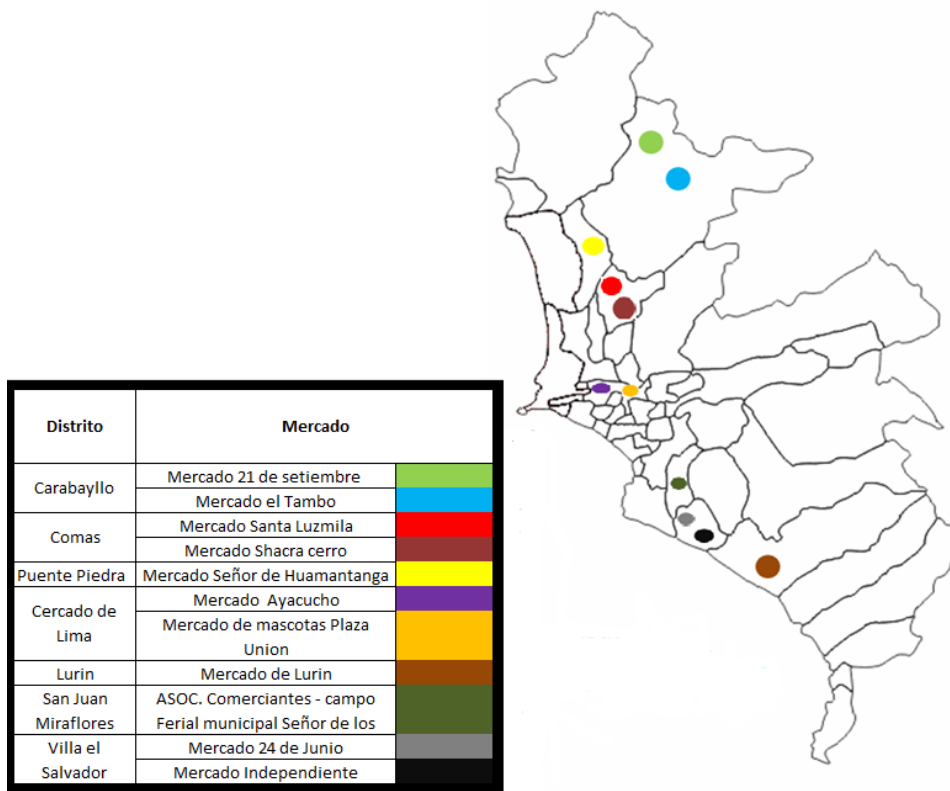 Distrito Mercado
Carabayllo
Mercado 21 de setiembre
Mercado el Tambo
Comas
Mercado Santa Luzmila
Mercado Shacra cerro
Puente Piedra Mercado Señor de Huamantanga
Cercado de
Lima
Mercado Ayacucho
Mercado de mascotas Plaza
Union
Lurin Mercado de Lurin
San Juan
Miraflores
ASOC. Comerciantes - campo
Ferial municipal Señor de los
Villa el
Salvador
Mercado 24 de Junio
Mercado Independiente